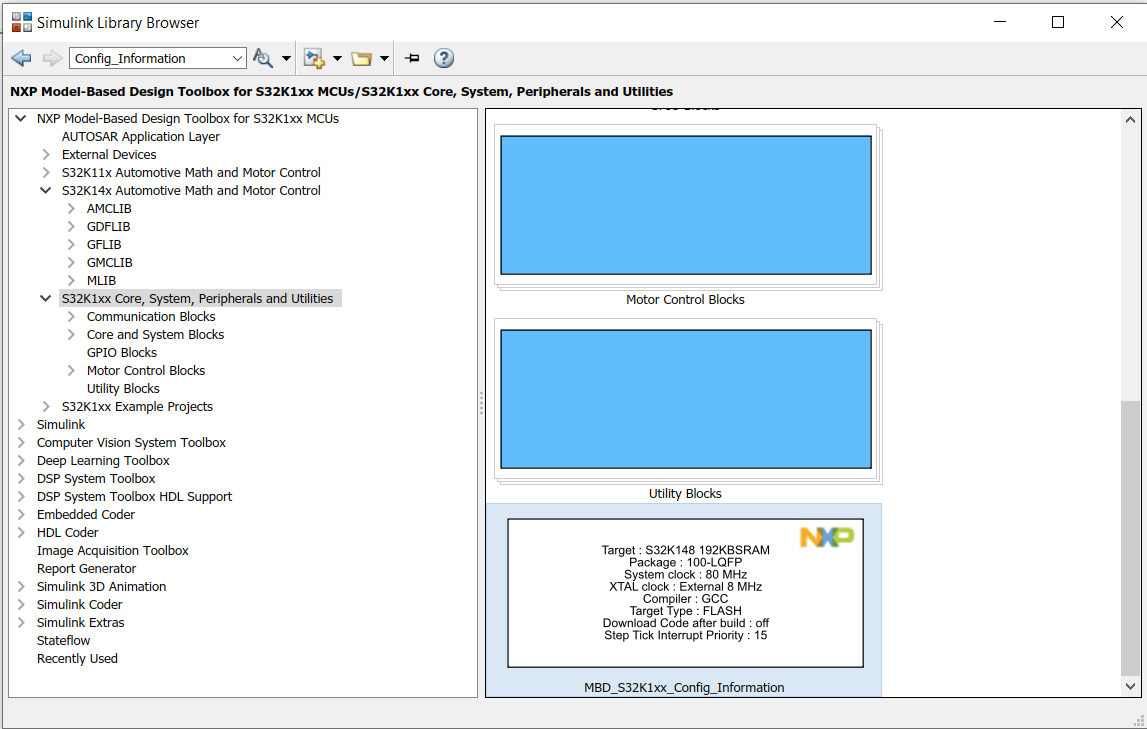 Simulink Library Browser
Config_Information
NXP Model-Based Design Toolbox for S32K1xx MCUs/S32K1xx Core, System, Peripherals and Utilities
NXP Model-Based Design Toolbox for S32K1xx MCUs
AUTOSAR Application Layer
External Devices
S32K11x Automotive Math and Motor Control
S32K14x Automotive Math and Motor Control
AMCLIB
GDFLIB
GFLIB
GMCLIB
MLIB
S32K1xx Core, System, Peripherals and Utilities
Communication Blocks
Core and System Blocks
GPIO Blocks
Motor Control Blocks
Utility Blocks
S32K1xx Example Projects
Simulink
Computer Vision System Toolbox
Deep Learning Toolbox
DSP System Toolbox
DSP System Toolbox HDL Support
Embedded Coder
HDL Coder
Image Acquisition Toolbox
Report Generator
Simulink 3D Animation
Simulink Coder
Simulink Extras
Stateflow
Recently Used
Motor Control Blocks
Utility Blocks
NXP
Target : S32K148 192KBSRAM
Package : 100-LQFP
System clock : 80 MHz
XTAL clock : External 8 MHz
Compiler : GCC
Target Type : FLASH
Download Code after build : off
Step Tick Interrupt Priority : 15
MBD_S32K1xx_Config_Information